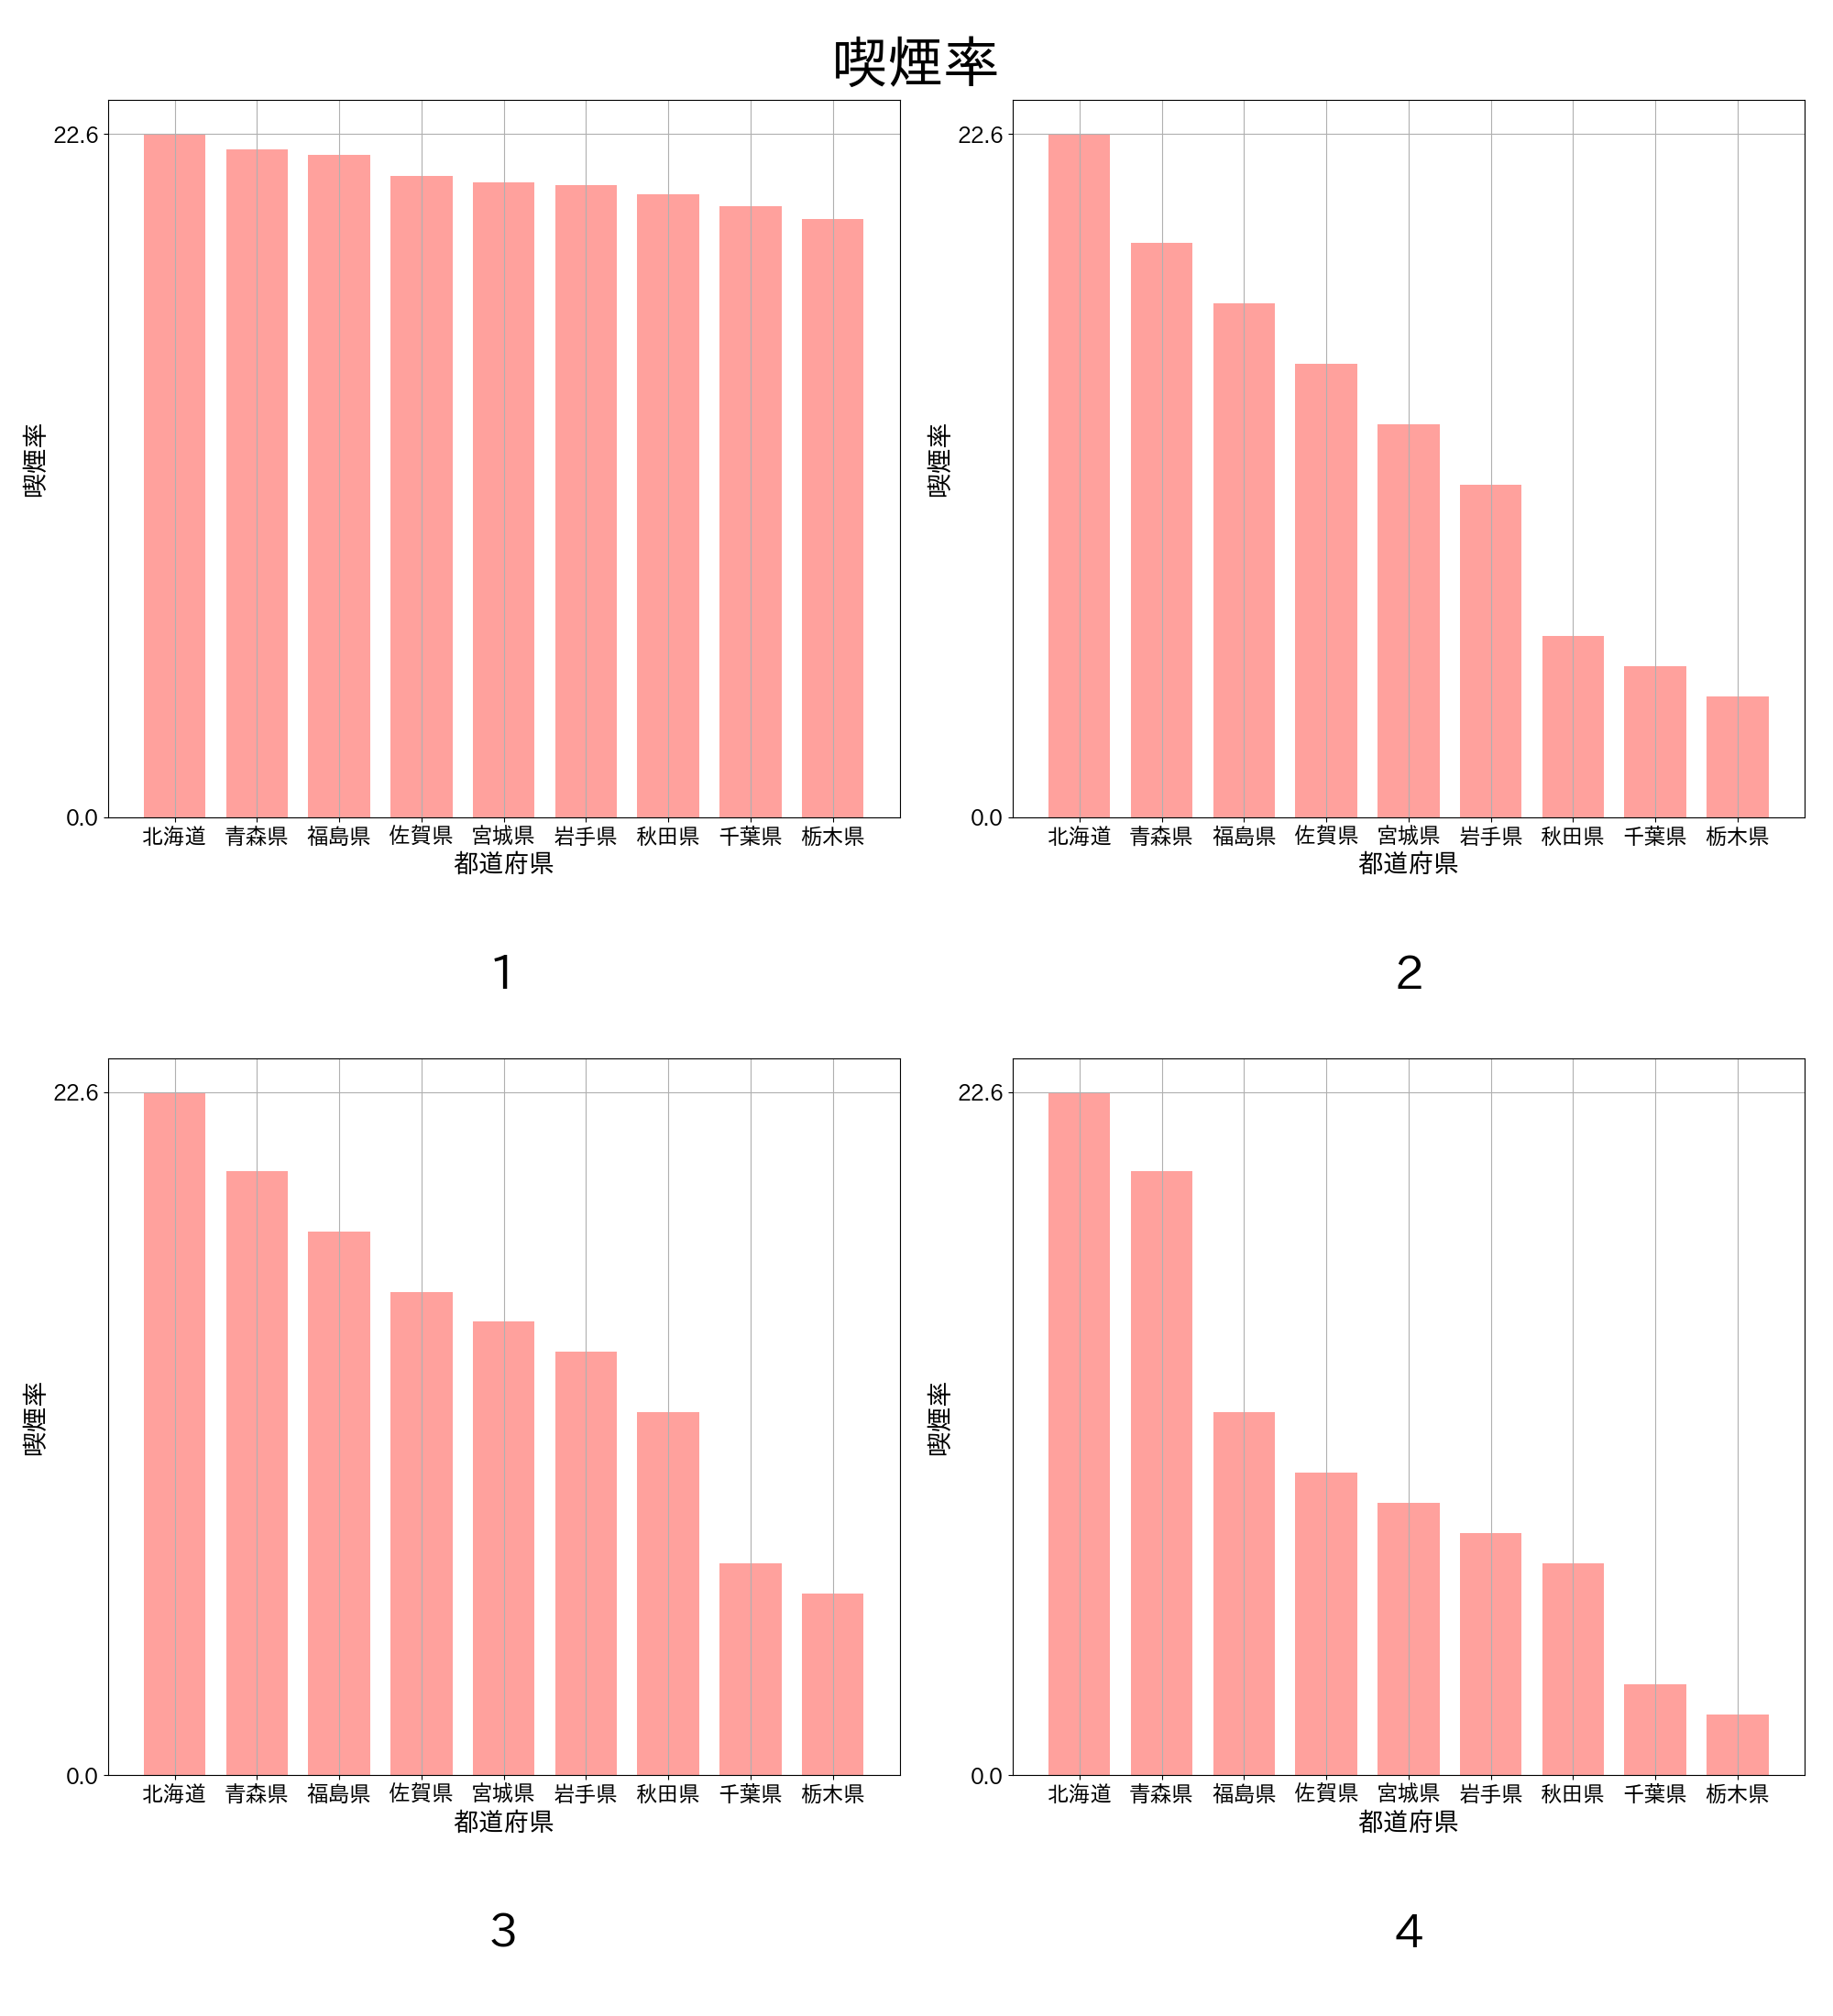 喫煙率
22.6
0.0
喫煙率
北海道 青森県 福島県 佐賀県 宮城県 岩手県 秋田県 千葉県 栃木県
都道府県
1
22.6
0.0
喫煙率
北海道 青森県 福島県 佐賀県 宮城県 岩手県 秋田県 千葉県 栃木県
都道府県
2
22.6
0.0
喫煙率
北海道 青森県 福島県 佐賀県 宮城県 岩手県 秋田県 千葉県 栃木県
都道府県
3
22.6
0.0
喫煙率
北海道 青森県 福島県 佐賀県 宮城県 岩手県 秋田県 千葉県 栃木県
都道府県
4